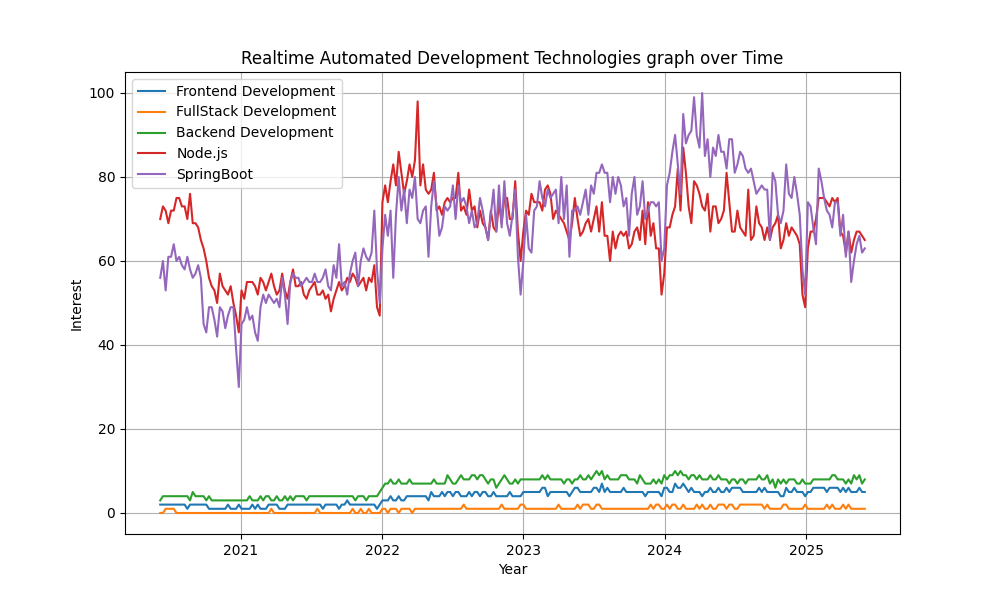 Realtime Automated Development Technologies graph over Time
Frontend Development
FullStack Development
Backend Development
Node.js
SpringBoot
100
80
60
40
20
0
Interest
2021
2022
2023
2024
2025
Year